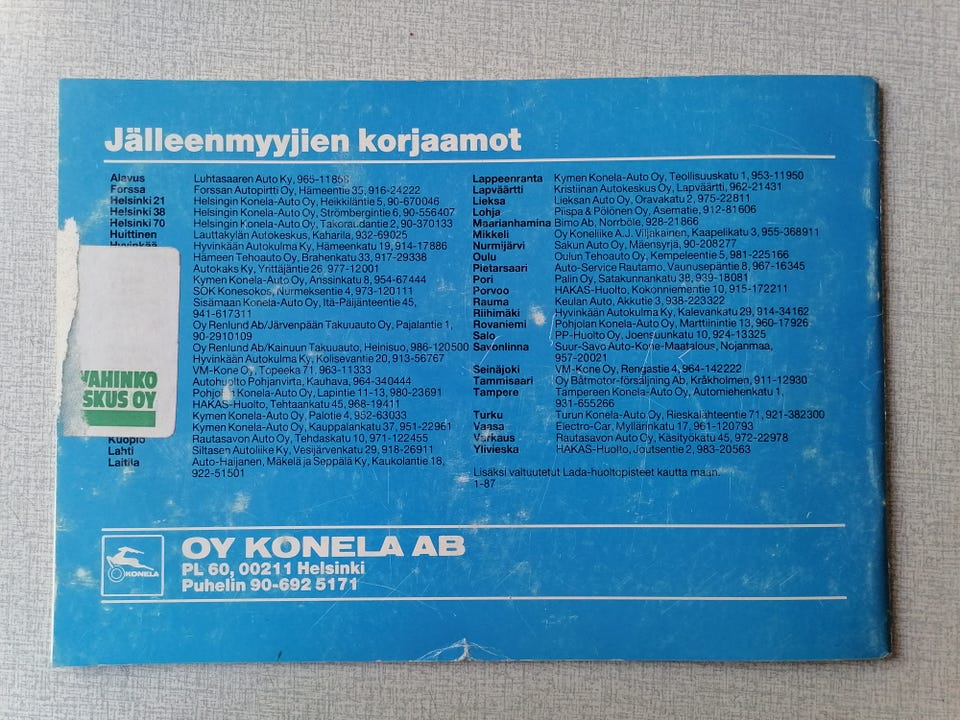 Jälleenmyyjien korjaamot
Alavus Luhtasaaren Auto Ky, 965-11858
Forssa Forssan Autopirtti Oy, Hämeentie 35, 916-24222
Helsinki 21 Helsingin Konela-Auto Oy, Heikkiläntie 5, 90-670046
Helsinki 38 Helsingin Konela-Auto Oy, Strömbergintie 6, 90-556407
Helsinki 70 Helsingin Konela-Auto Oy, Takoraudantie 2, 90-370133
Huittinen Lauttakylän Autokeskus, Kaharila, 932-69025
Hyvinkää Hyvinkään Autokulma Ky, Hämeenkatu 19, 914-17886
Hämeen Tehoauto Oy, Brahenkatu 33, 917-29338
Autokaks Ky, Yrittäjäntie 26, 977-12001
Kymen Konela-Auto Oy, Anssinkatu 8, 954-67444
SOK Konesokos, Nurmeksentie 4, 973-120111
Sisämaan Konela-Auto Oy, Itä-Päijänteentie 45,
941-617311
Oy Renlund Ab/Järvenpään Takuuauto Oy, Pajalantie 1,
90-2910109
Oy Renlund Ab/Kainuun Takuuauto, Heinisuo, 986-120500
Hyvinkään Autokulma Ky, Kolisevantie 20, 913-56767
VM-Kone Oy, Topeeka 71, 963-11333
Autohuolto Pohjanvirta, Kauhava, 964-340444
Pohjolan Konela-Auto Oy, Lapintie 11-13, 980-23691
HAKAS-Huolto, Tehtaankatu 45, 968-19411
Kymen Konela-Auto Oy, Palotie 4, 952-63033
Kymen Konela-Auto Oy, Kauppalankatu 37, 951-22961
Kuopio Rautasavon Auto Oy, Tehdaskatu 10, 971-122455
Lahti Siltasen Autoliike Ky, Vesijärvenkatu 29, 918-26911
Laitila Auto-Haijanen, Mäkelä ja Seppälä Ky, Kaukolantie 18,
922-51501
Lappeenranta Kymen Konela-Auto Oy, Teollisuuskatu 1, 953-11950
Lapväärtti Kristiinan Autokeskus Oy, Lapväärtti, 962-21431
Lieksa Lieksan Auto Oy, Oravakatu 2, 975-22811
Lohja Piispa & Pölönen Oy, Asematie, 912-81606
Maarianhamina Bimo Ab, Norrböle, 928-21866
Mikkeli Oy Koneliike A.J. Viljakainen, Kaapelikatu 3, 955-368911
Nurmijärvi Sakun Auto Oy, Mäensyrjä, 90-208277
Oulu Oulun Tehoauto Oy, Kempeleentie 5, 981-225166
Pietarsaari Auto-Service Rautamo, Vaunusepäntie 8, 967-16345
Pori Palin Oy, Satakunnankatu 38, 939-18081
Porvoo HAKAS-Huolto, Kokonniementie 10, 915-172211
Rauma Keulan Auto, Akkutie 3, 938-223322
Riihimäki Hyvinkään Autokulma Ky, Kalevankatu 29, 914-34162
Rovaniemi Pohjolan Konela-Auto Oy, Marttiinintie 13, 960-17926
Salo PP-Huolto Oy, Joensuunkatu 10, 924-13325
Savonlinna Suur-Savo Auto-Kone-Maatalous, Nojanmaa,
957-20021
Seinäjoki VM-Kone Oy, Rengastie 4, 964-142222
Tammisaari Oy Båtmotor-försäljning Ab, Kråkholmen, 911-12930
Tampere Tampereen Konela-Auto Oy, Automiehenkatu 1,
931-655266
Turku Turun Konela-Auto Oy, Rieskalähteentie 71, 921-382300
Vaasa Electro-Car, Myllärinkatu 17, 961-120793
Varkaus Rautasavon Auto Oy, Käsityökatu 45, 972-22978
Ylivieska HAKAS-Huolto, Joutsentie 2, 983-20563
Lisäksi valtuutetut Lada-huoltopisteet kautta maan.
1-87
VAHINKO
SKUS OY
KONELA
OY KONELA AB
PL 60, 00211 Helsinki
Puhelin 90-692 5171